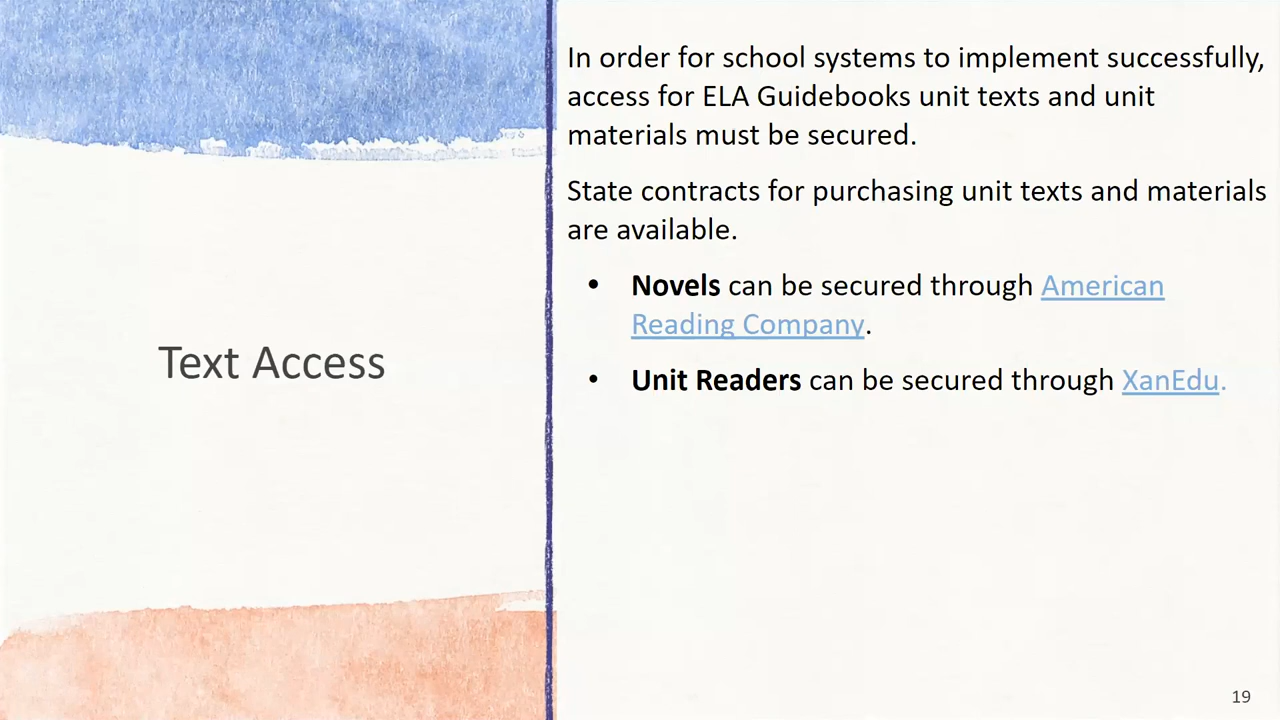 Text Access
In order for school systems to implement successfully,
access for ELA Guidebooks unit texts and unit
materials must be secured.
State contracts for purchasing unit texts and materials
are available.
• Novels can be secured through American
Reading Company.
• Unit Readers can be secured through XanEdu.
19